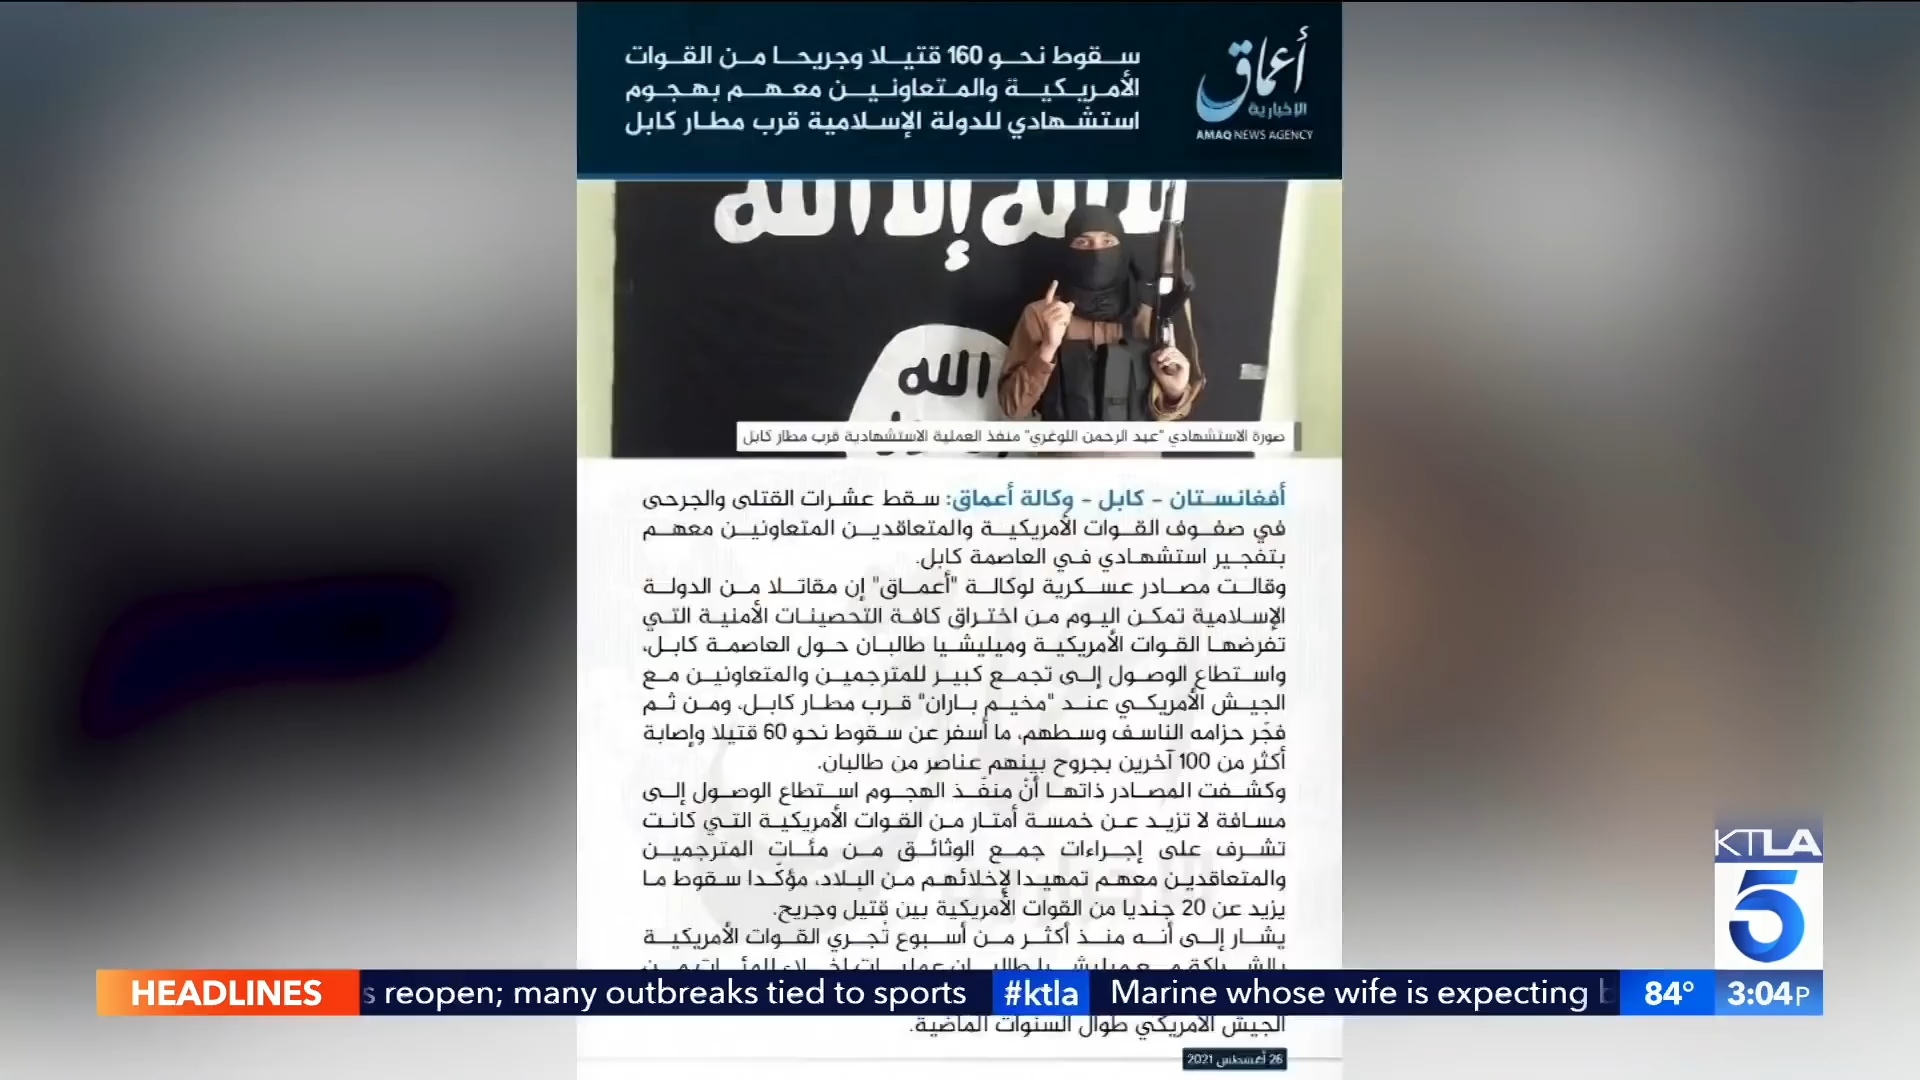 سقوط نحو 160 قتيلا وجريحا من القوات
الأمريكية والمتعاونين معهم بهجوم
استشهادي للدولة الإسلامية قرب مطار كابل
أعماق
الإخبارية
AMAQ NEWS AGENCY
لا إله إلا الله
الله
صورة الاستشهادي "عبد الرحمن اللوغري" منفذ العملية الاستشهادية قرب مطار كابل
أفغانستان - كابل - وكالة أعماق: سقط عشرات القتلى والجرحى
في صفوف القوات الأمريكية والمتعاقدين المتعاونين معهم
بتفجير استشهادي في العاصمة كابل.
وقالت مصادر عسكرية لوكالة "أعماق" إن مقاتلا من الدولة
الإسلامية تمكن اليوم من اختراق كافة التحصينات الأمنية التي
تفرضها القوات الأمريكية وميليشيا طالبان حول العاصمة كابل،
واستطاع الوصول إلى تجمع كبير للمترجمين والمتعاونين مع
الجيش الأمريكي عند "مخيم باران" قرب مطار كابل، ومن ثم
فجّر حزامه الناسف وسطهم، ما أسفر عن سقوط نحو 60 قتيلا وإصابة
أكثر من 100 آخرين بجروح بينهم عناصر من طالبان.
وكشفت المصادر ذاتها أنّ منفّذ الهجوم استطاع الوصول إلى
مسافة لا تزيد عن خمسة أمتار من القوات الأمريكية التي كانت
تشرف على إجراءات جمع الوثائق من مئات المترجمين
والمتعاقدين معهم تمهيدا لإخلائهم من البلاد، مؤكّدا سقوط ما
يزيد عن 20 جنديا من القوات الأمريكية بين قتيل وجريح.
يشار إلى أنه منذ أكثر من أسبوع تُجري القوات الأمريكية
الجيش الأمريكي طوال السنوات الماضية.
26 أغسطس 2021
KTLA
5
HEADLINES
s reopen; many outbreaks tied to sports #ktla Marine whose wife is expecting
84°
3:04P